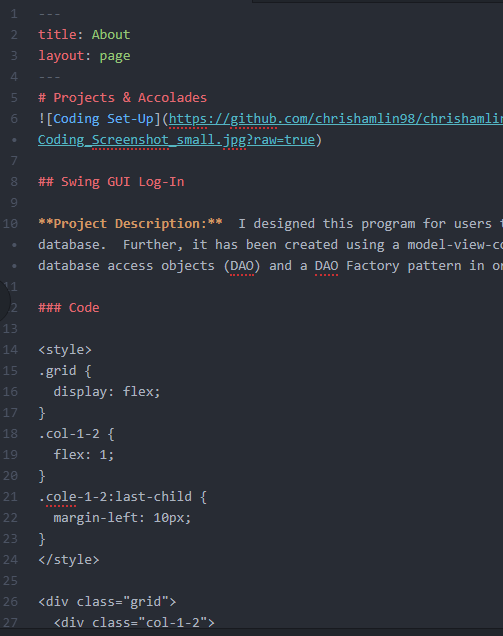 1 ---
2 title: About
3 layout: page
4 ---
5 # Projects & Accolades
6 ![Coding Set-Up](https://github.com/chrishamlin98/chrishamlin
• Coding_Screenshot_small.jpg?raw=true)
7
8 ## Swing GUI Log-In
9
10 **Project Description:**  I designed this program for users
• database.  Further, it has been created using a model-view-
• database access objects (DAO) and a DAO Factory pattern in
11
12 ### Code
13
14 <style>
15 .grid {
16   display: flex;
17 }
18 .col-1-2 {
19   flex: 1;
20 }
21 .cole-1-2:last-child {
22   margin-left: 10px;
23 }
24 </style>
25
26 <div class="grid">
27   <div class="col-1-2">